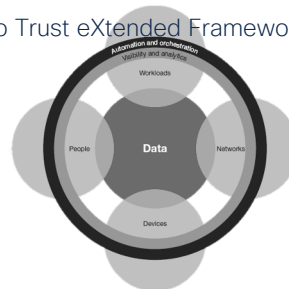 o Trust eXtended Framewo
Automation and orchestration
Visibility and analytics
Workloads
People
Data
Networks
Devices